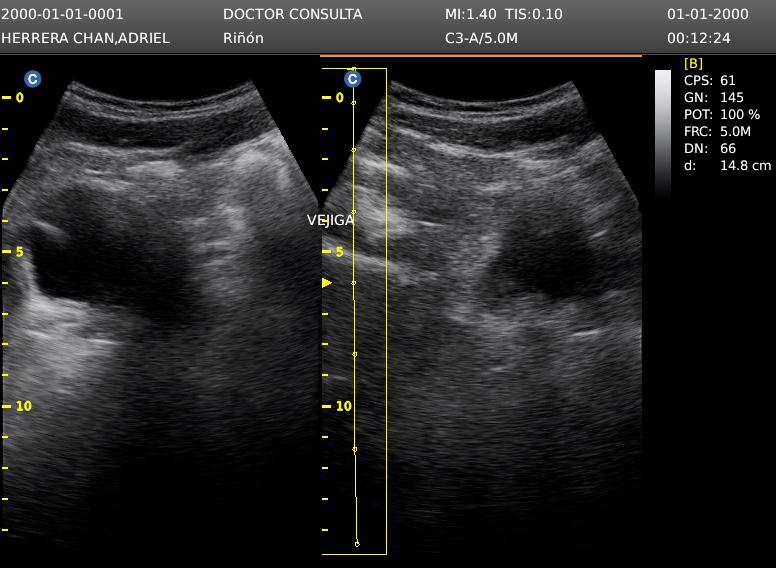 2000-01-01-0001 DOCTOR CONSULTA MI:1.40 TIS:0.10 01-01-2000
HERRERA CHAN,ADRIEL Riñón C3-A/5.0M 00:12:24
[B]
CPS: 61
GN: 145
POT: 100 %
FRC: 5.0M
DN: 66
d: 14.8 cm
C
0
5
10
C
0
VEJIGA
5
10